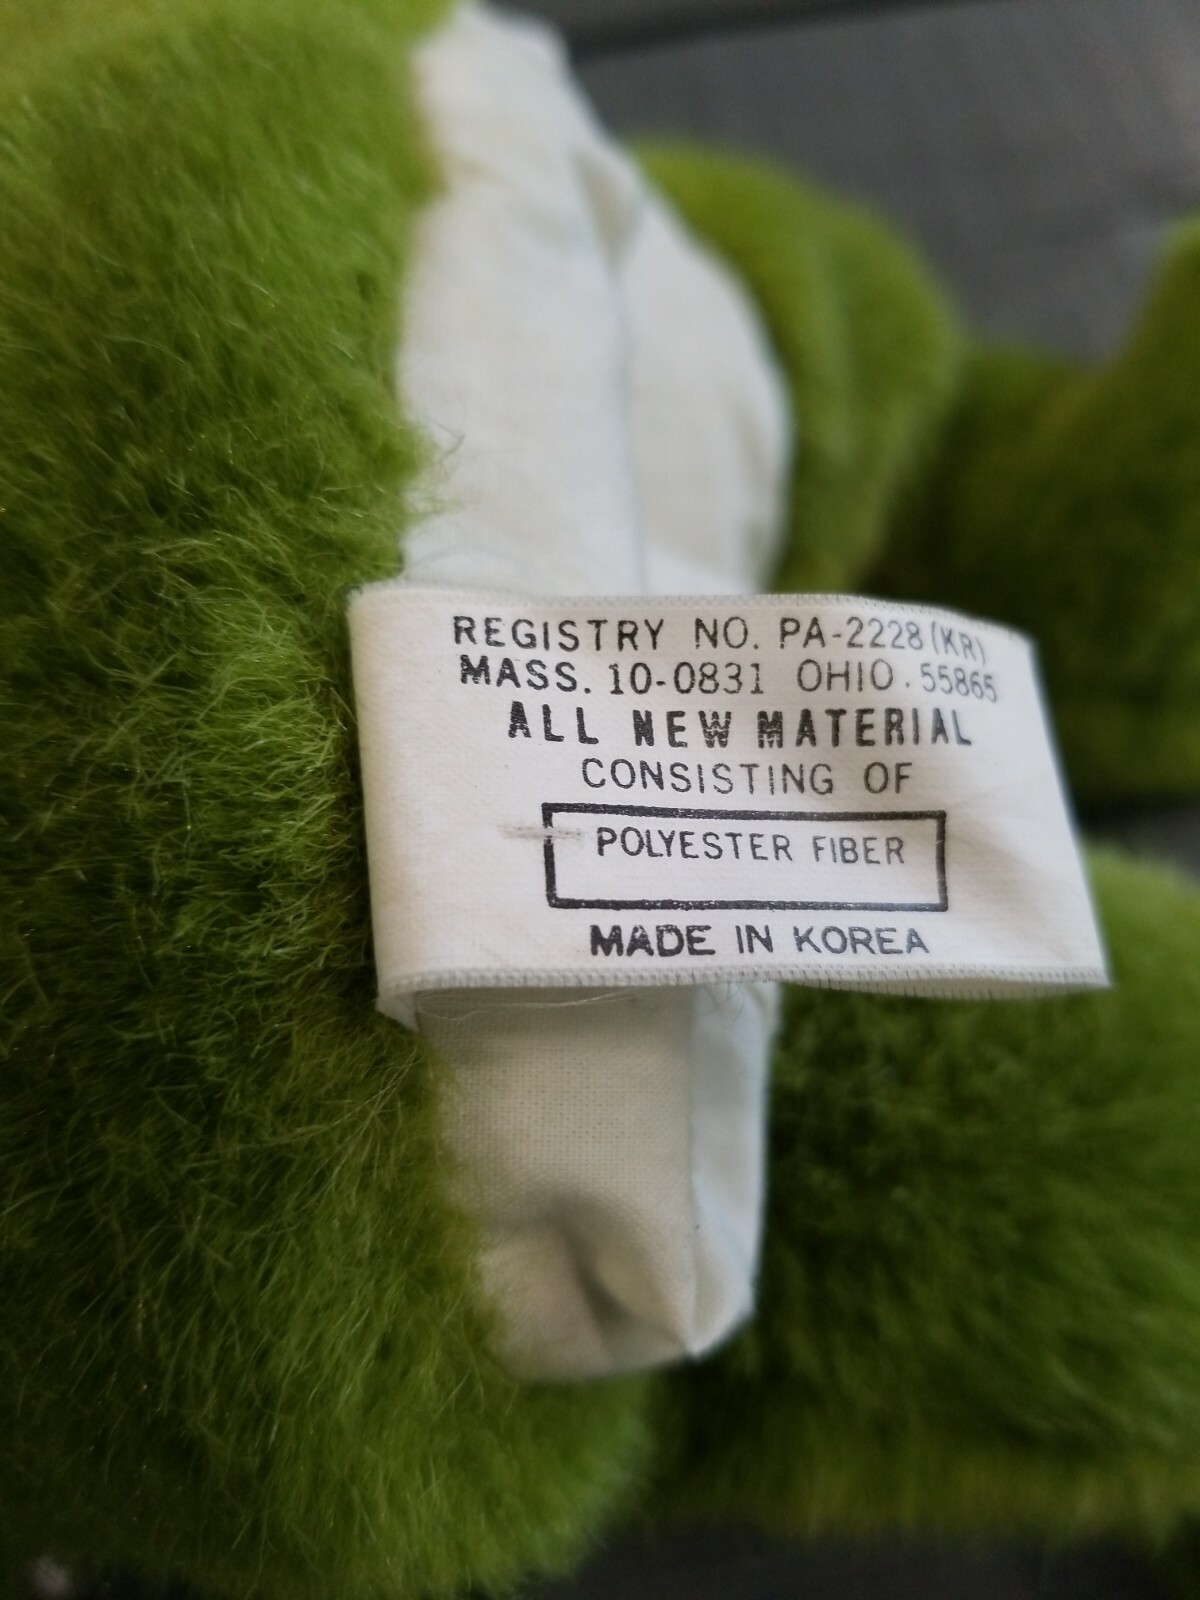 REGISTRY NO. PA-2228(KR)
MASS. 10-0831 OHIO. 55865
ALL NEW MATERIAL
CONSISTING OF
POLYESTER FIBER
MADE IN KOREA